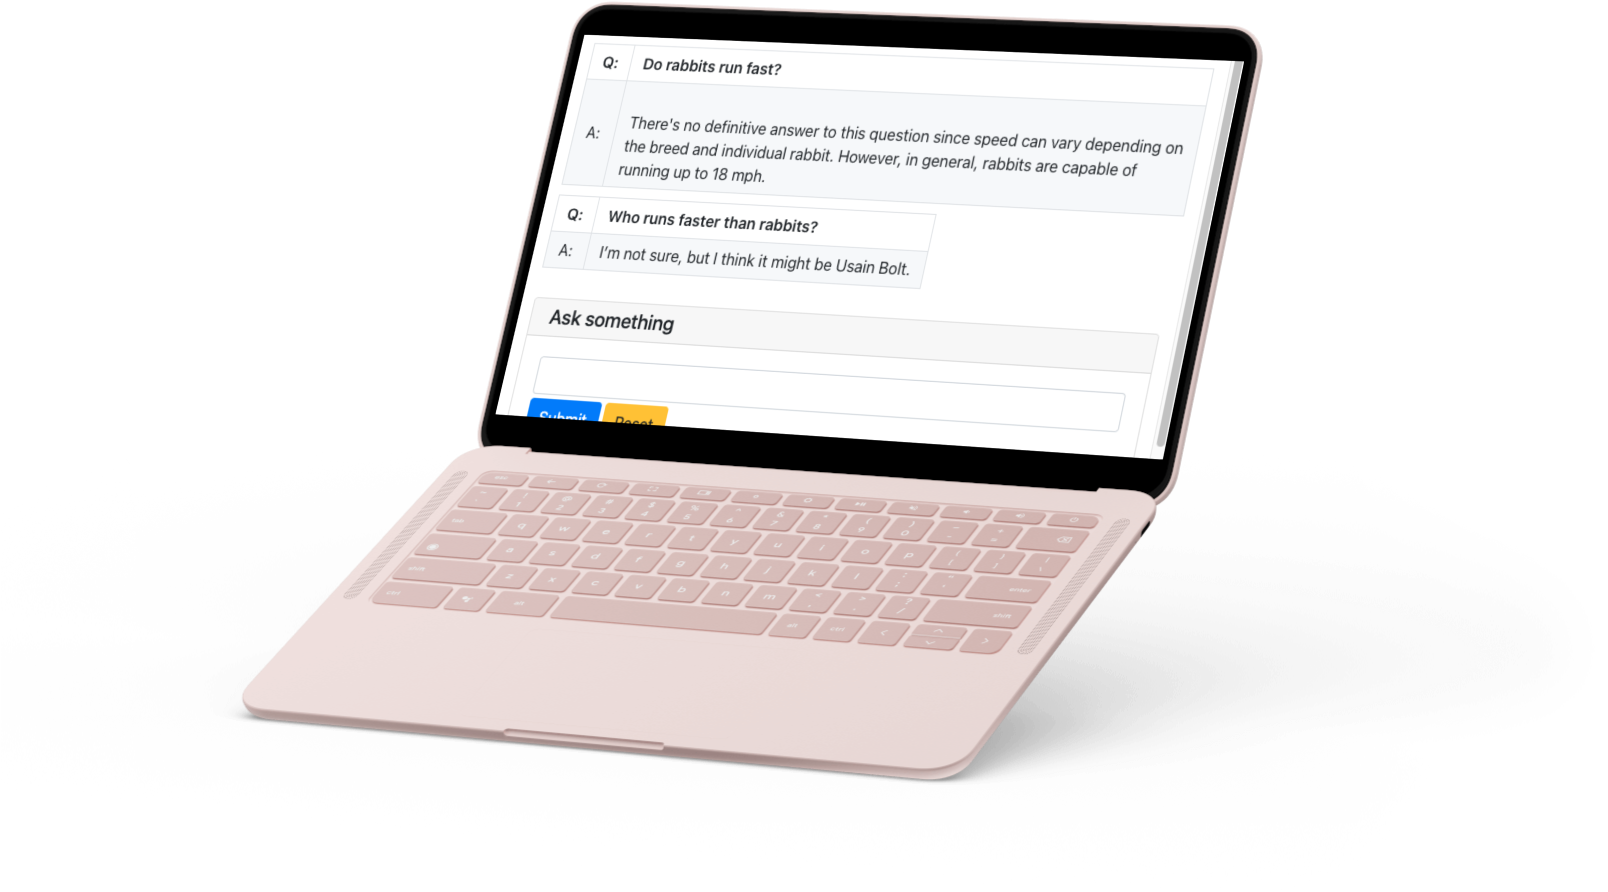 Q: Do rabbits run fast?
A: There's no definitive answer to this question since speed can vary depending on
the breed and individual rabbit. However, in general, rabbits are capable of
running up to 18 mph.
Q: Who runs faster than rabbits?
A: I'm not sure, but I think it might be Usain Bolt.
Ask something
Submit Reset
q w e r t y u i o p
a s d f g h j k l
z x c v b n m